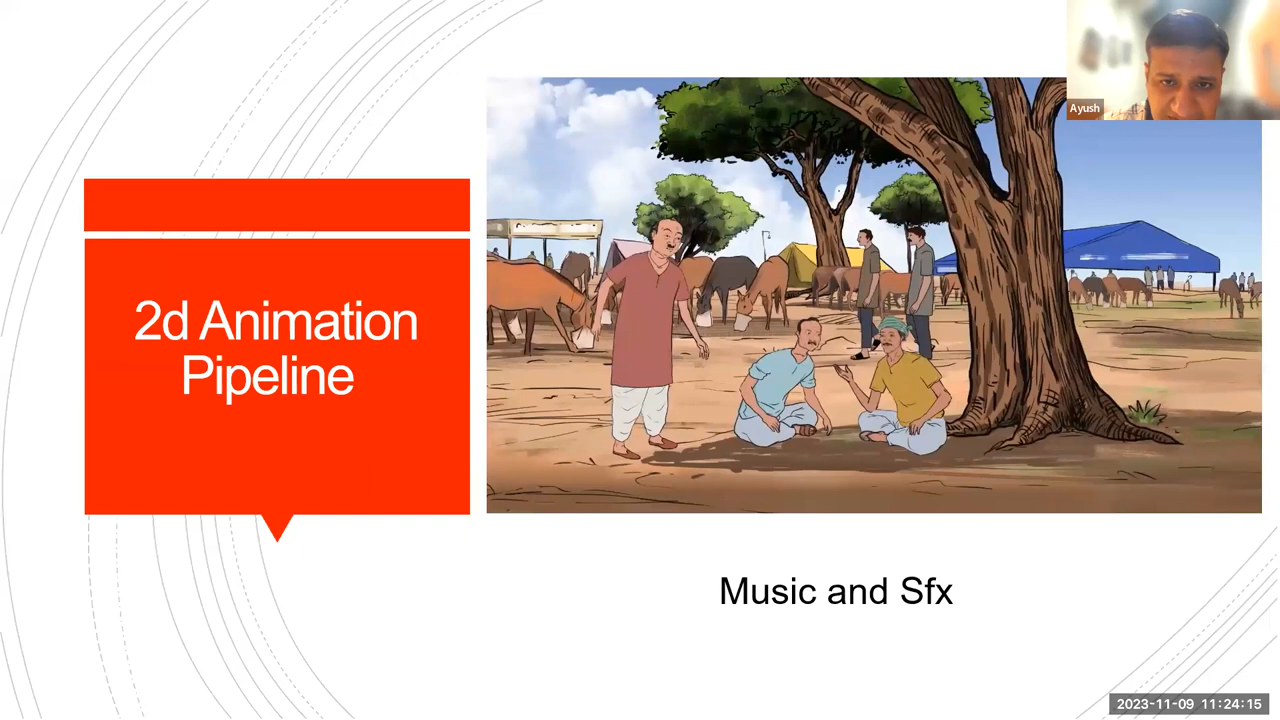 Ayush
2d Animation
Pipeline
Music and Sfx
2023-11-09 11:24:15